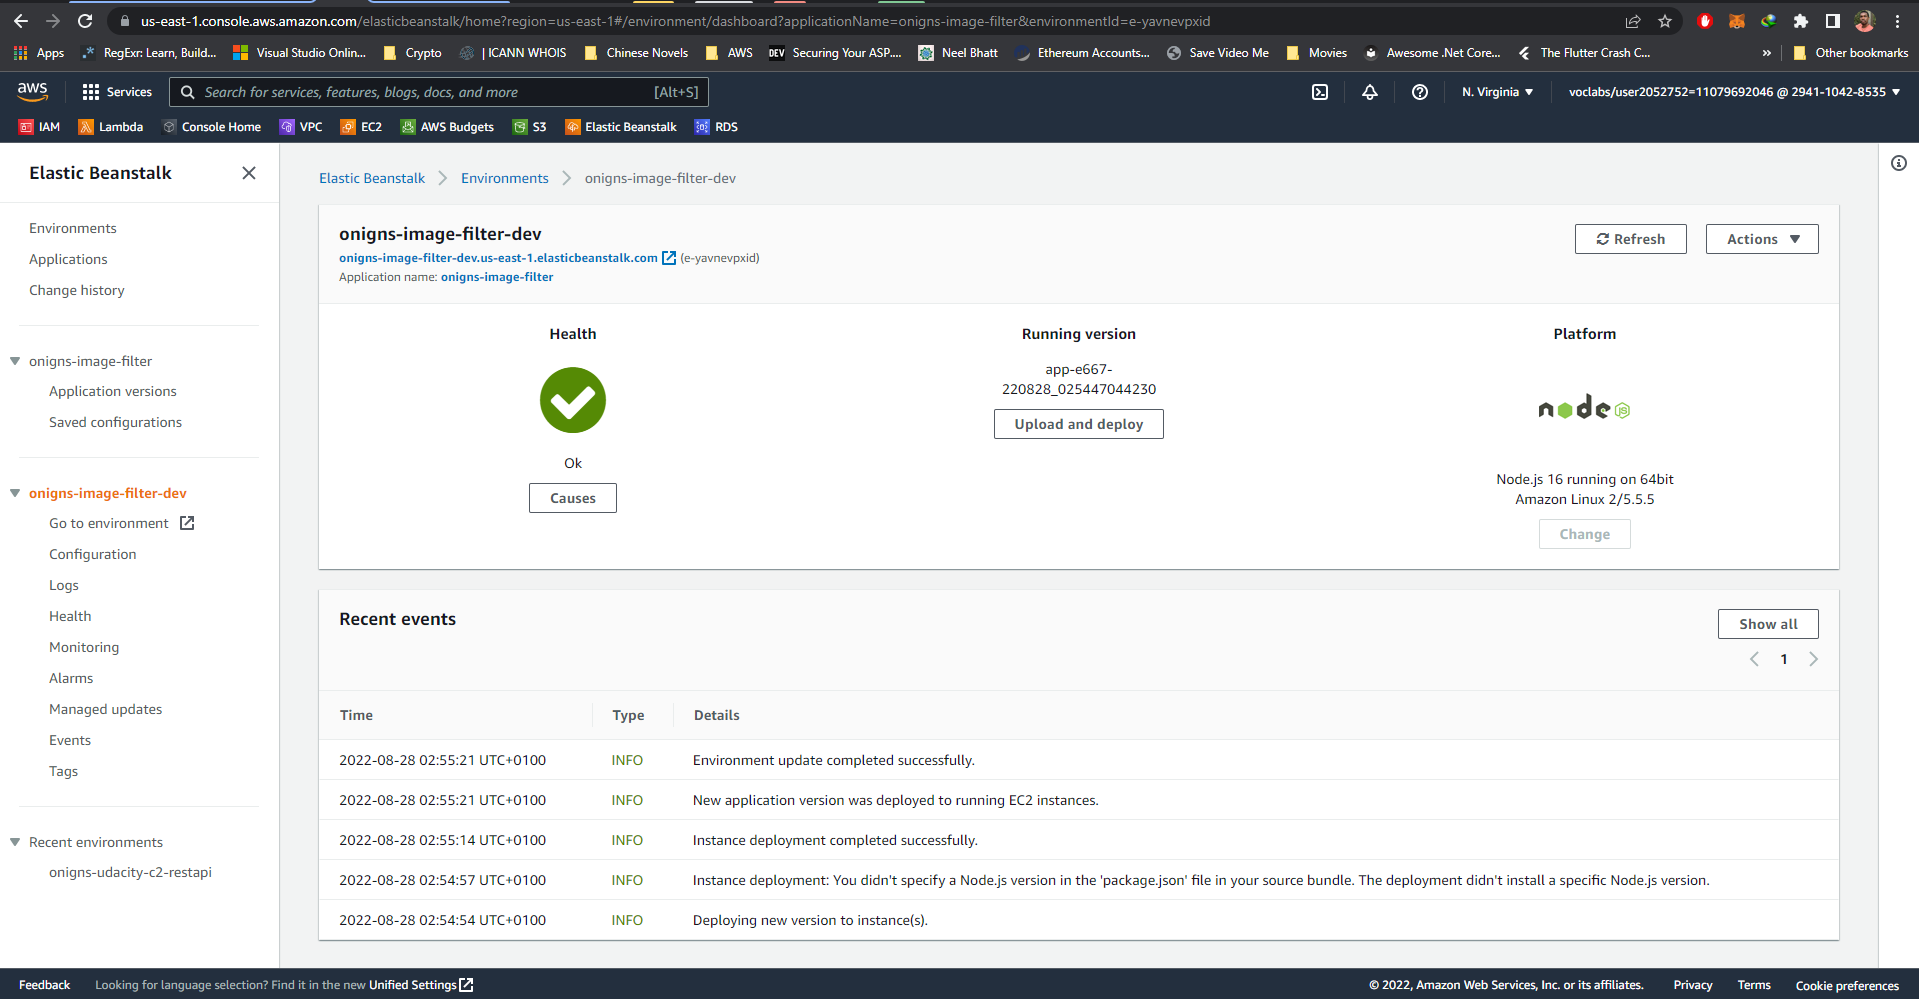 us-east-1.console.aws.amazon.com/elasticbeanstalk/home?region=us-east-1#/environment/dashboard?applicationName=onigns-image-filter&environmentId=e-yavnevpxid
Apps RegExr: Learn, Build... Visual Studio Onlin... Crypto | ICANN WHOIS Chinese Novels AWS DEV Securing Your ASP.... Neel Bhatt Ethereum Accounts... Save Video Me Movies Awesome .Net Core... The Flutter Crash C... » Other bookmarks
aws Services Search for services, features, blogs, docs, and more [Alt+S] N. Virginia voclabs/user2052752=11079692046 @ 2941-1042-8535
IAM Lambda Console Home VPC EC2 AWS Budgets S3 Elastic Beanstalk RDS
Elastic Beanstalk
Environments
Applications
Change history
onigns-image-filter
Application versions
Saved configurations
onigns-image-filter-dev
Go to environment
Configuration
Logs
Health
Monitoring
Alarms
Managed updates
Events
Tags
Recent environments
onigns-udacity-c2-restapi
Elastic Beanstalk Environments onigns-image-filter-dev
onigns-image-filter-dev
onigns-image-filter-dev.us-east-1.elasticbeanstalk.com (e-yavnevpxid)
Application name: onigns-image-filter
Refresh Actions
Health
Ok
Causes
Running version
app-e667-
220828_025447044230
Upload and deploy
Platform
node JS
Node.js 16 running on 64bit
Amazon Linux 2/5.5.5
Change
Recent events
Show all
1
Time Type Details
2022-08-28 02:55:21 UTC+0100 INFO Environment update completed successfully.
2022-08-28 02:55:21 UTC+0100 INFO New application version was deployed to running EC2 instances.
2022-08-28 02:55:14 UTC+0100 INFO Instance deployment completed successfully.
2022-08-28 02:54:57 UTC+0100 INFO Instance deployment: You didn't specify a Node.js version in the 'package.json' file in your source bundle. The deployment didn't install a specific Node.js version.
2022-08-28 02:54:54 UTC+0100 INFO Deploying new version to instance(s).
Feedback Looking for language selection? Find it in the new Unified Settings © 2022, Amazon Web Services, Inc. or its affiliates. Privacy Terms Cookie preferences